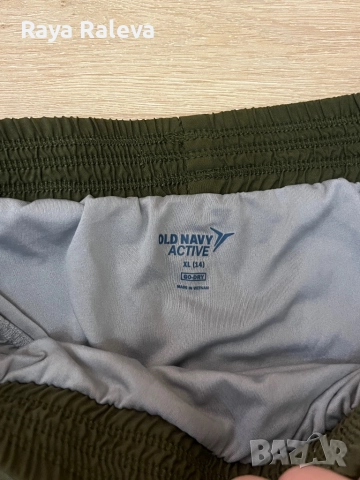 Raya Raleva
OLD NAVY
ACTIVE
XL (14)
GO-DRY
MADE IN VIETNAM
BAZAR